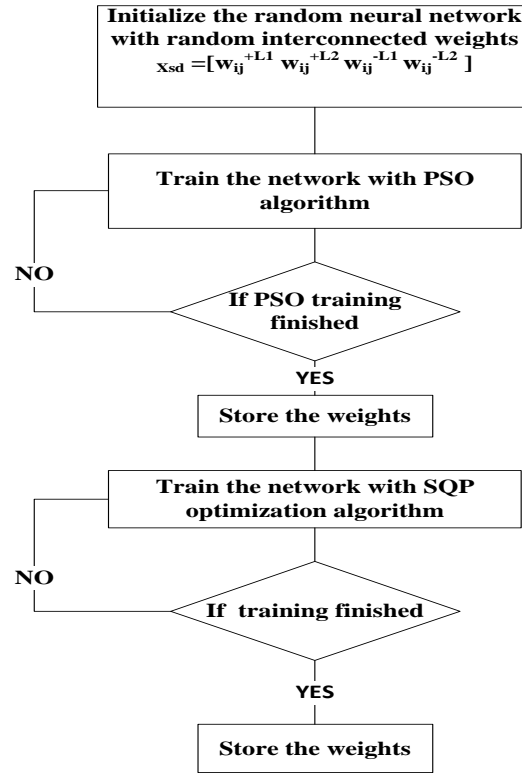 Initialize the random neural network
with random interconnected weights
Xsd =[wij+L1 wij+L2 wij-L1 wij-L2 ]
Train the network with PSO
algorithm
NO
If PSO training
finished
YES
Store the weights
Train the network with SQP
optimization algorithm
NO
If training finished
YES
Store the weights